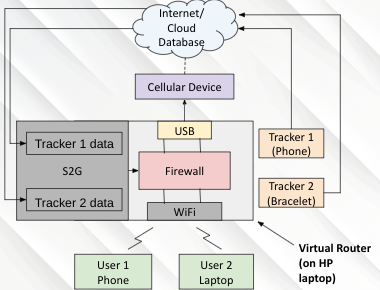 Internet/
Cloud
Database
Cellular Device
USB
Tracker 1 data
S2G
Firewall
Tracker 2 data
WiFi
Tracker 1
(Phone)
Tracker 2
(Bracelet)
User 1
Phone
User 2
Laptop
Virtual Router
(on HP
laptop)